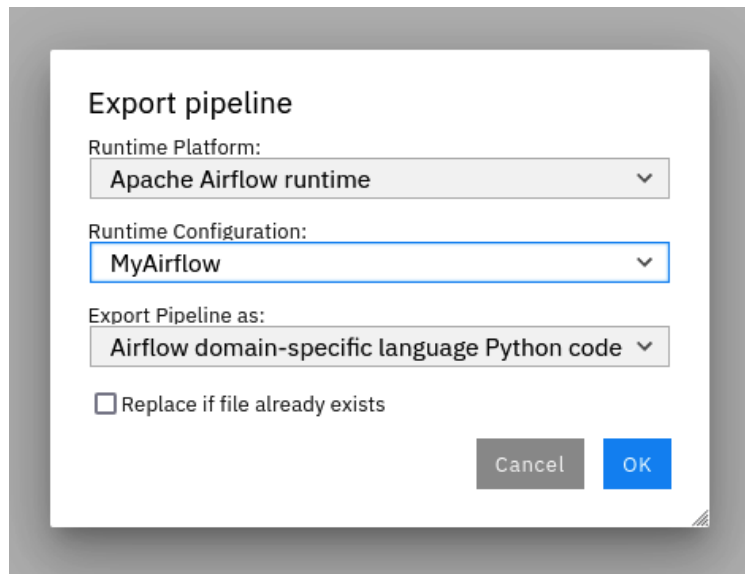 Export pipeline
Runtime Platform:
Apache Airflow runtime
Runtime Configuration:
MyAirflow
Export Pipeline as:
Airflow domain-specific language Python code
Replace if file already exists
Cancel
OK